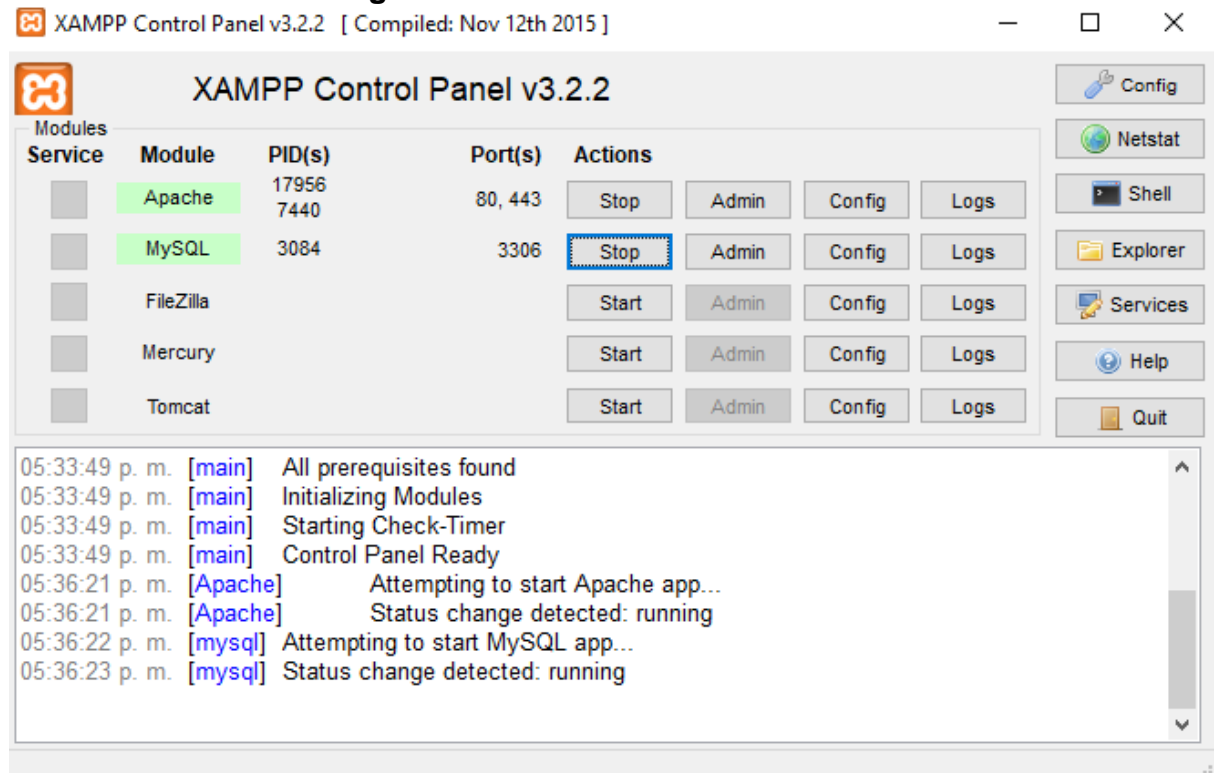 XAMPP Control Panel v3.2.2 [ Compiled: Nov 12th 2015 ]
XAMPP Control Panel v3.2.2
Config
Modules
Netstat
Service Module PID(s) Port(s) Actions
Apache 17956 7440 80, 443 Stop Admin Config Logs
Shell
MySQL 3084 3306 Stop Admin Config Logs
Explorer
FileZilla Start Admin Config Logs
Services
Mercury Start Admin Config Logs
Help
Tomcat Start Admin Config Logs
Quit
05:33:49 p. m. [main] All prerequisites found
05:33:49 p. m. [main] Initializing Modules
05:33:49 p. m. [main] Starting Check-Timer
05:33:49 p. m. [main] Control Panel Ready
05:36:21 p. m. [Apache] Attempting to start Apache app...
05:36:21 p. m. [Apache] Status change detected: running
05:36:22 p. m. [mysql] Attempting to start MySQL app...
05:36:23 p. m. [mysql] Status change detected: running